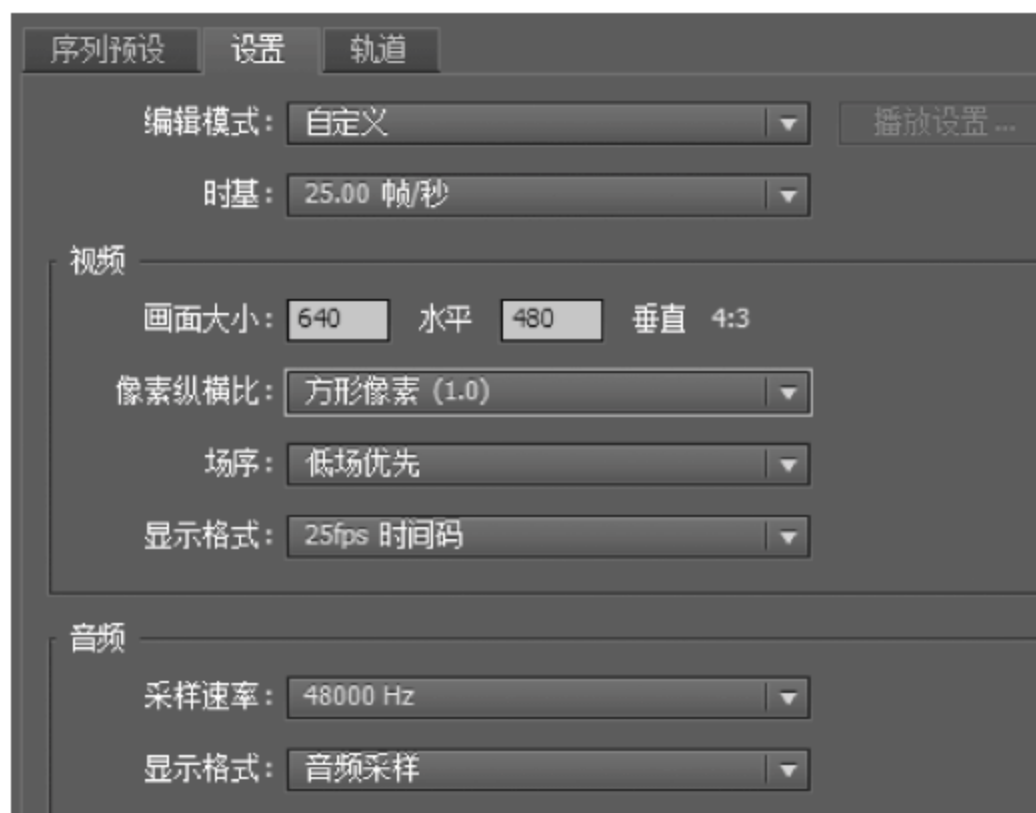 序列预设 设置 轨道
编辑模式: 自定义 播放设置...
时基: 25.00 帧/秒
视频
画面大小: 640 水平 480 垂直 4:3
像素纵横比: 方形像素 (1.0)
场序: 低场优先
显示格式: 25fps 时间码
音频
采样速率: 48000 Hz
显示格式: 音频采样